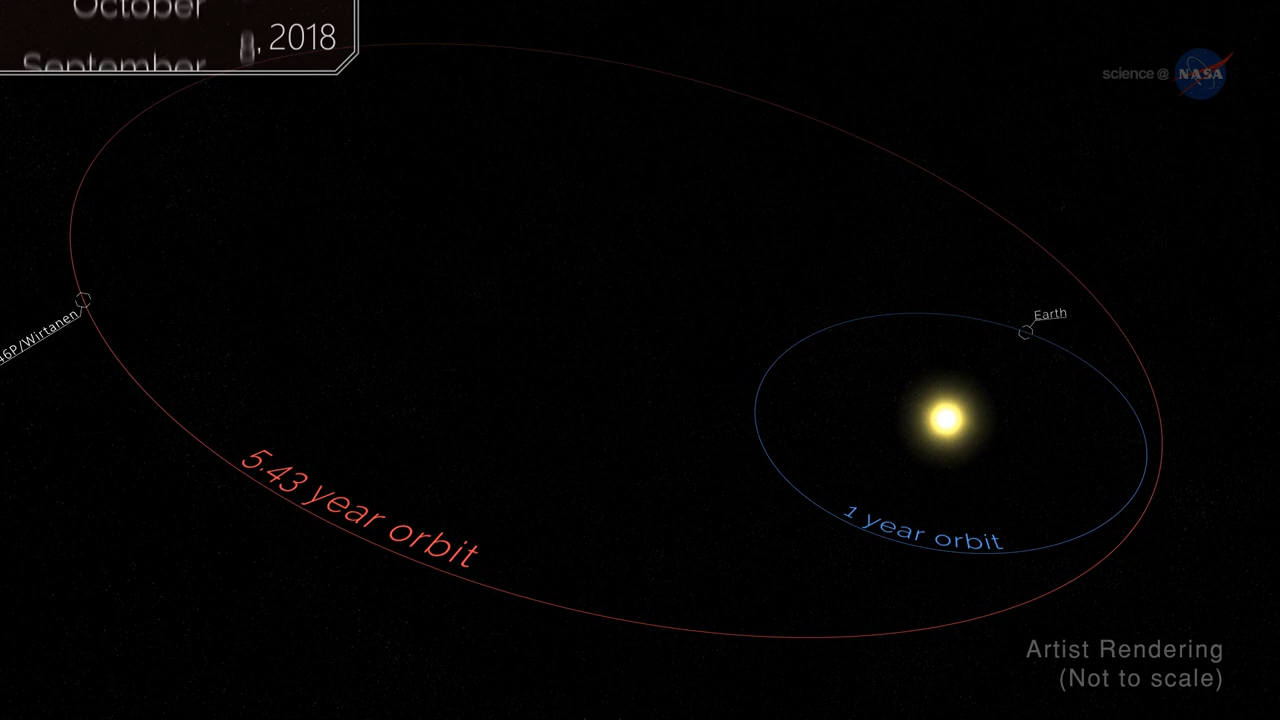 October
September 8, 2018
science @ NASA
Earth
46P/Wirtanen
5.43 year orbit
1 year orbit
Artist Rendering
(Not to scale)